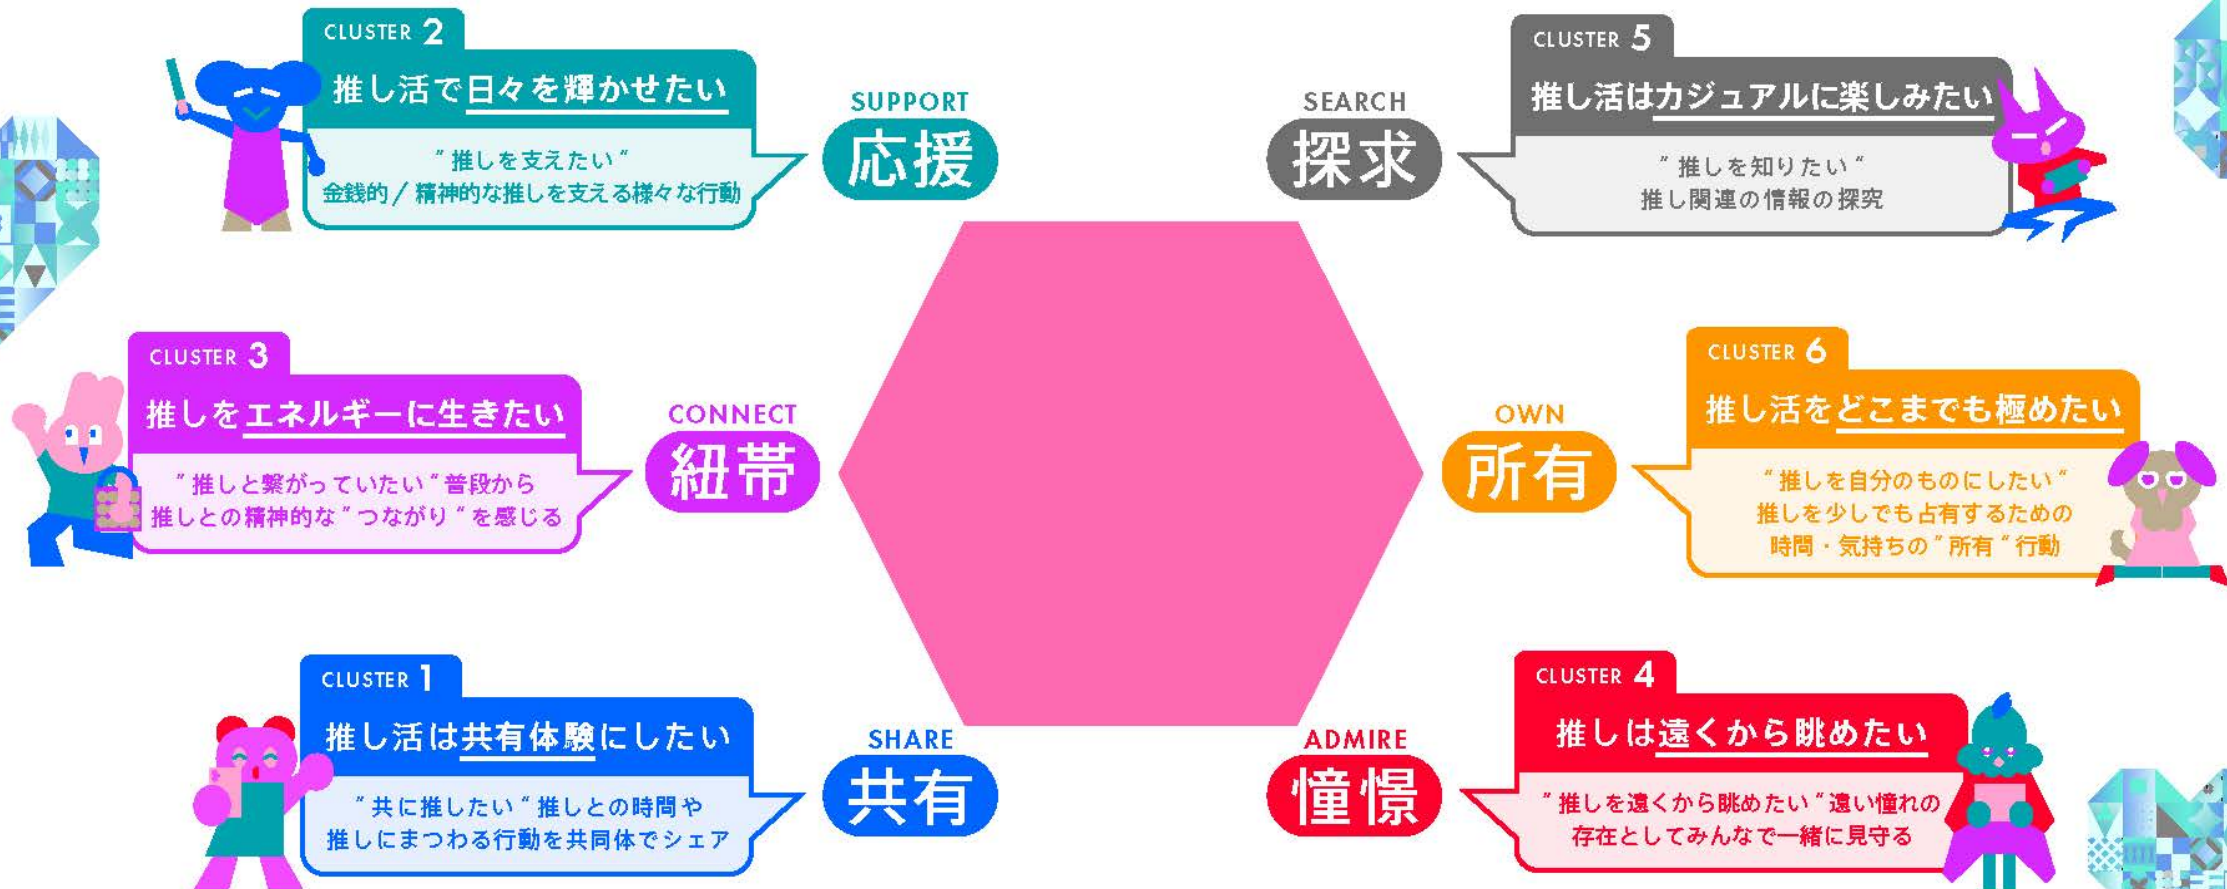 CLUSTER 2
推し活で日々を輝かせたい
"推しを支えたい"
金銭的/精神的な推しを支える様々な行動
SUPPORT
応援
CLUSTER 5
推し活はカジュアルに楽しみたい
"推しを知りたい"
推し関連の情報の探究
SEARCH
探求
CLUSTER 3
推しをエネルギーに生きたい
"推しと繋がっていたい"普段から
推しとの精神的な"つながり"を感じる
CONNECT
紐帯
CLUSTER 6
推し活をどこまでも極めたい
"推しを自分のものにしたい"
推しを少しでも占有するための
時間・気持ちの"所有"行動
OWN
所有
CLUSTER 1
推し活は共有体験にしたい
"共に推したい"推しとの時間や
推しにまつわる行動を共同体でシェア
SHARE
共有
CLUSTER 4
推しは遠くから眺めたい
"推しを遠くから眺めたい"遠い憧れの
存在としてみんなで一緒に見守る
ADMIRE
憧憬